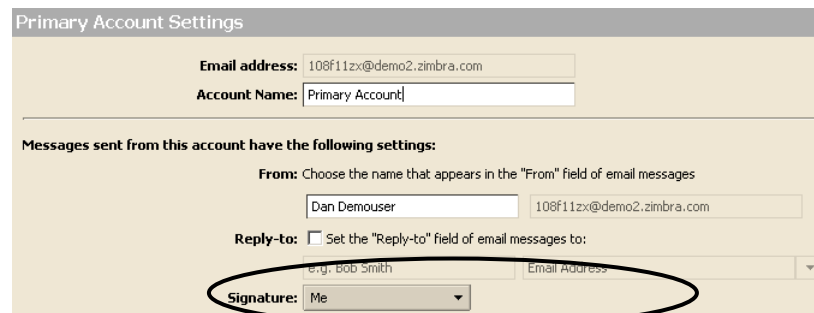 Primary Account Settings
Email address: 108f11zx@demo2.zimbra.com
Account Name: Primary Account
Messages sent from this account have the following settings:
From: Choose the name that appears in the "From" field of email messages
Dan Demouser 108f11zx@demo2.zimbra.com
Reply-to: Set the "Reply-to" field of email messages to:
e.g. Bob Smith Email Address
Signature: Me